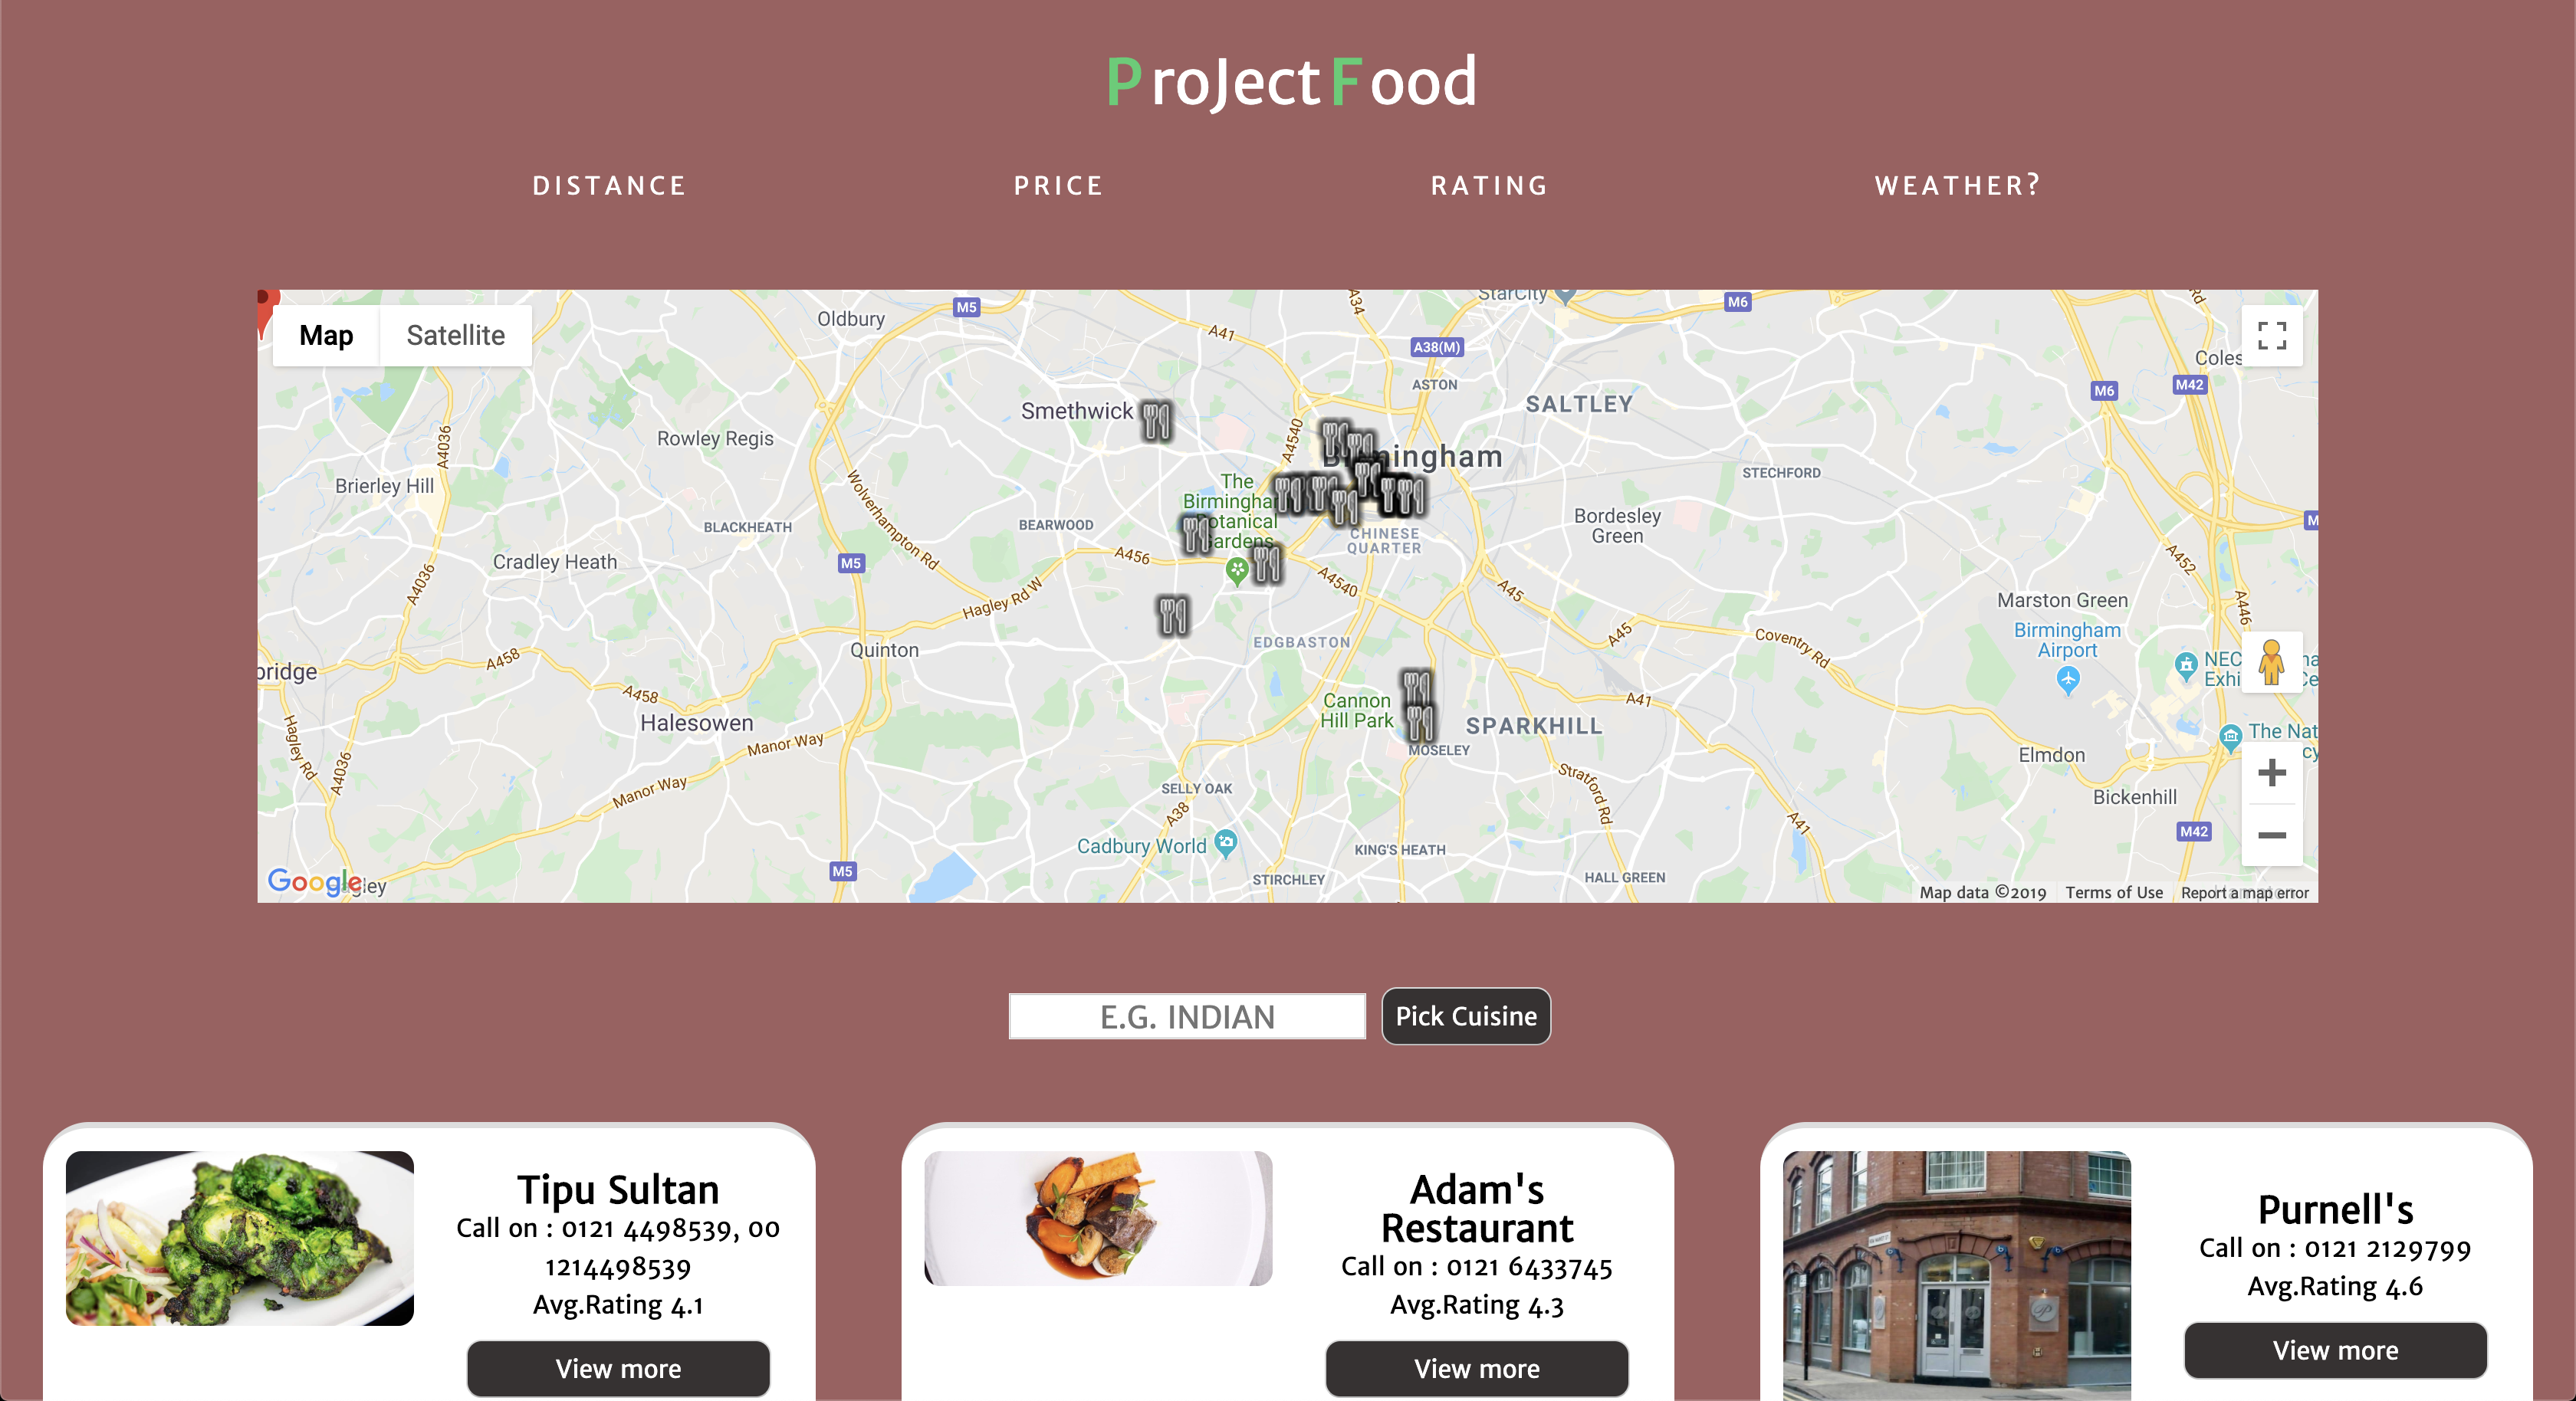 ProJect Food
DISTANCE PRICE RATING WEATHER?
Map Satellite
Oldbury
M5
A41
A34
StarCity
M6
A38(M)
ASTON
Coles
M42
M6
Smethwick
SALTLEY
A4036
Rowley Regis
A4540
Birmingham
STECHFORD
Brierley Hill
The
Birmingha
otanical
ardens
Wolverhampton Rd
BLACKHEATH
BEARWOOD
CHINESE
QUARTER
Bordesley
Green
M
Cradley Heath
M5
A456
A4540
A45
A452
A4036
Hagley Rd W
Marston Green
A446
EDGBASTON
A45
Coventry Rd
Birmingham
Airport
Quinton
A458
bridge
NEC
Exhi
A458
Cannon
Hill Park
A41
Halesowen
SPARKHILL
Hagley Rd
Manor Way
MOSELEY
The Nat
Elmdon
A4036
Manor Way
SELLY OAK
Stratford Rd
Bickenhill
A38
A41
M42
Cadbury World
KING'S HEATH
M5
STIRCHLEY
HALL GREEN
Google
Map data ©2019 Terms of Use Report a map error
E.G. INDIAN Pick Cuisine
Tipu Sultan
Call on : 0121 4498539, 00
1214498539
Avg.Rating 4.1
View more
Adam's
Restaurant
Call on : 0121 6433745
Avg.Rating 4.3
View more
Purnell's
Call on : 0121 2129799
Avg.Rating 4.6
View more